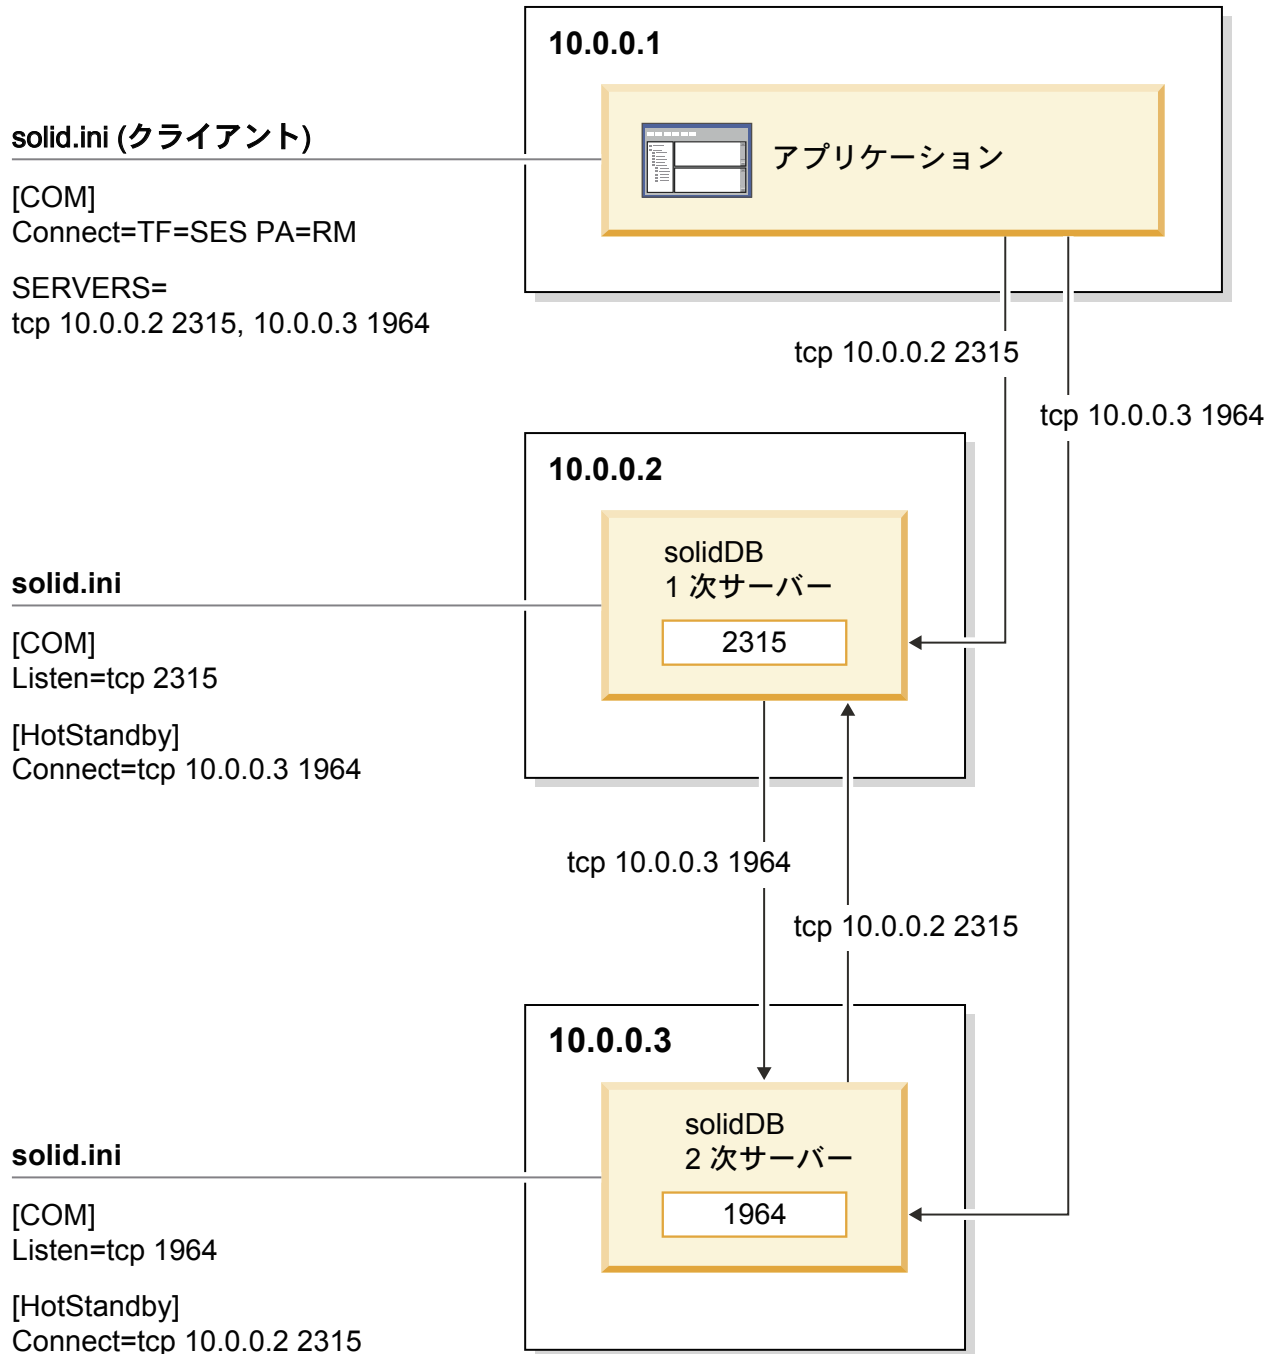 10.0.0.1
アプリケーション
solid.ini (クライアント)
[COM]
Connect=TF=SES PA=RM
SERVERS=
tcp 10.0.0.2 2315, 10.0.0.3 1964
tcp 10.0.0.2 2315
tcp 10.0.0.3 1964
10.0.0.2
solidDB
1 次サーバー
2315
solid.ini
[COM]
Listen=tcp 2315
[HotStandby]
Connect=tcp 10.0.0.3 1964
tcp 10.0.0.3 1964
tcp 10.0.0.2 2315
10.0.0.3
solidDB
2 次サーバー
1964
solid.ini
[COM]
Listen=tcp 1964
[HotStandby]
Connect=tcp 10.0.0.2 2315